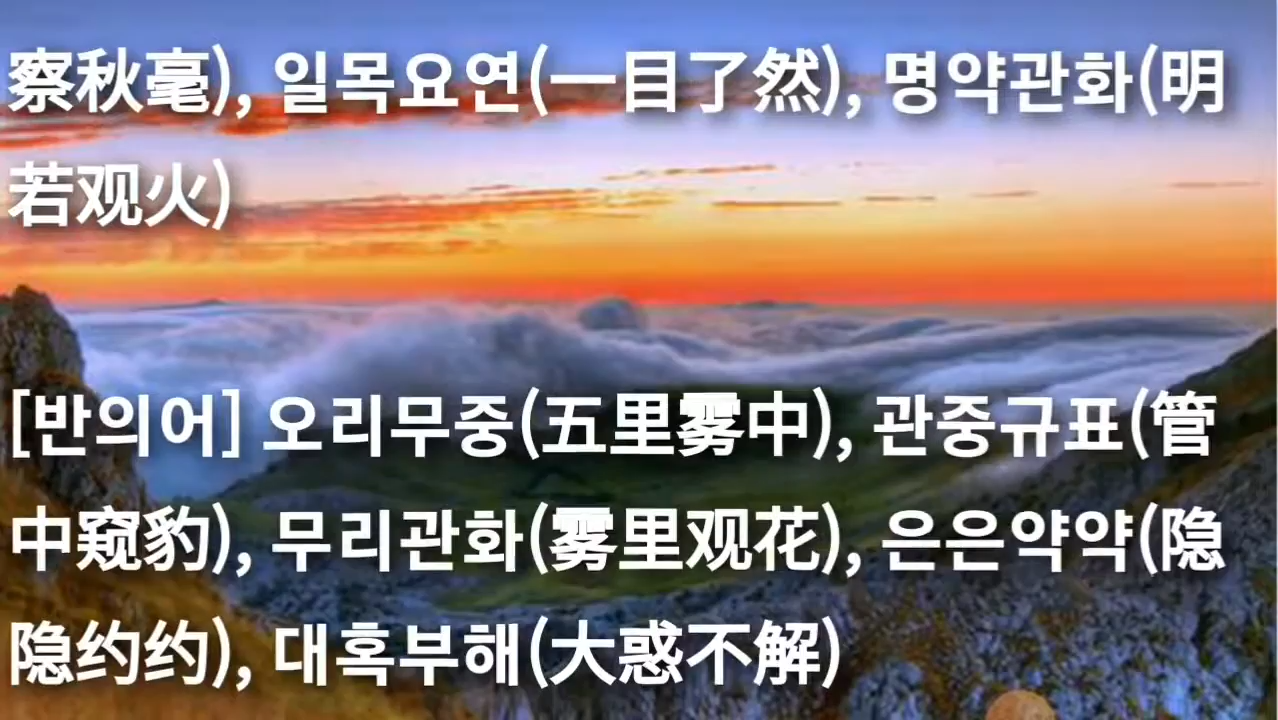 察秋毫), 일목요연(一目了然), 명약관화(明
若观火)
[반의어] 오리무중(五里雾中), 관중규표(管
中窥豹), 무리관화(雾里观花), 은은약약(隐
隐约约), 대혹부해(大惑不解)